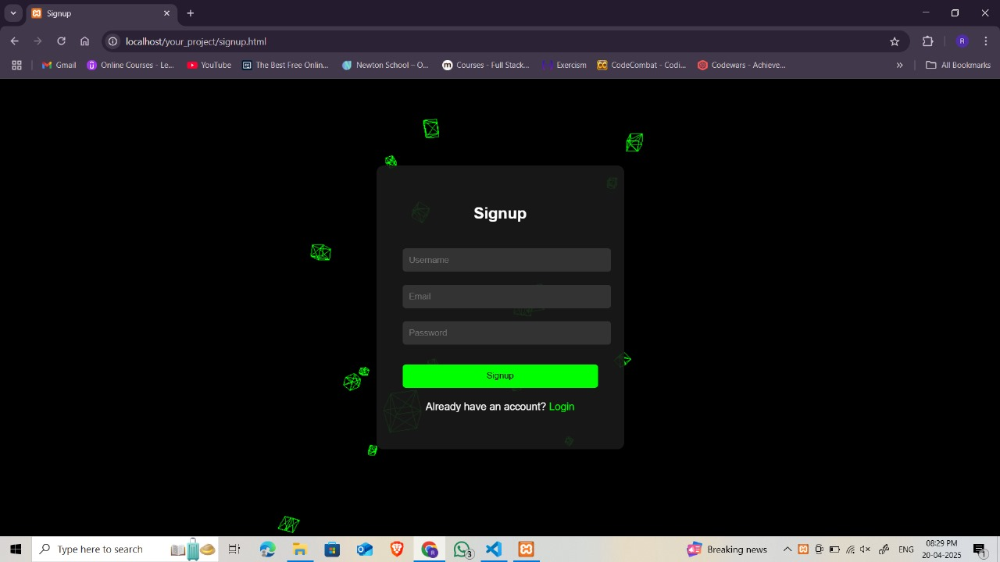 Signup
localhost/your_project/signup.html
R
Gmail
Online Courses - Le...
YouTube
The Best Free Onlin...
Newton School – O...
Courses - Full Stack...
Exercism
CodeCombat - Codi...
Codewars - Achieve...
All Bookmarks
Signup
Username
Email
Password
Signup
Already have an account? Login
Type here to search
R
3
Breaking news
ENG
08:29 PM
20-04-2025
1